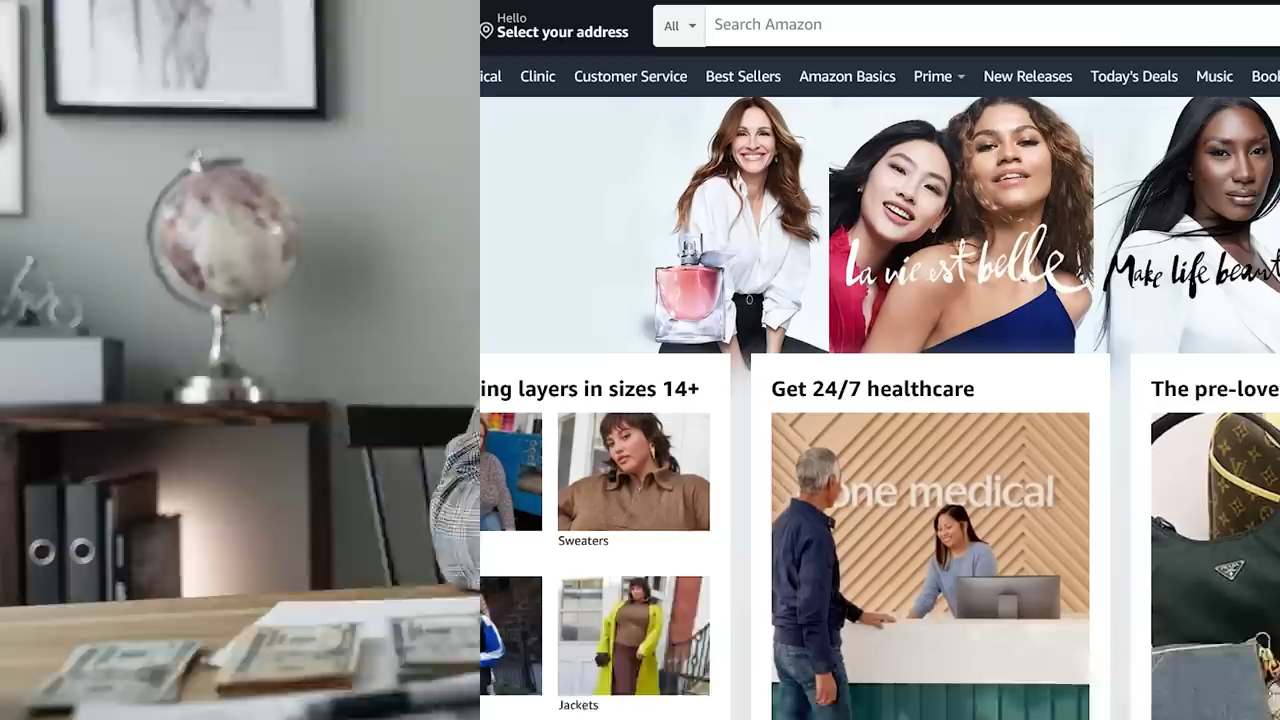 Hello
Select your address
All
Search Amazon
ical Clinic Customer Service Best Sellers Amazon Basics Prime New Releases Today's Deals Music Boo
La vie est belle
Make life beaut
ing layers in sizes 14+
Get 24/7 healthcare
The pre-love
one medical
Sweaters
PRADA
Jackets